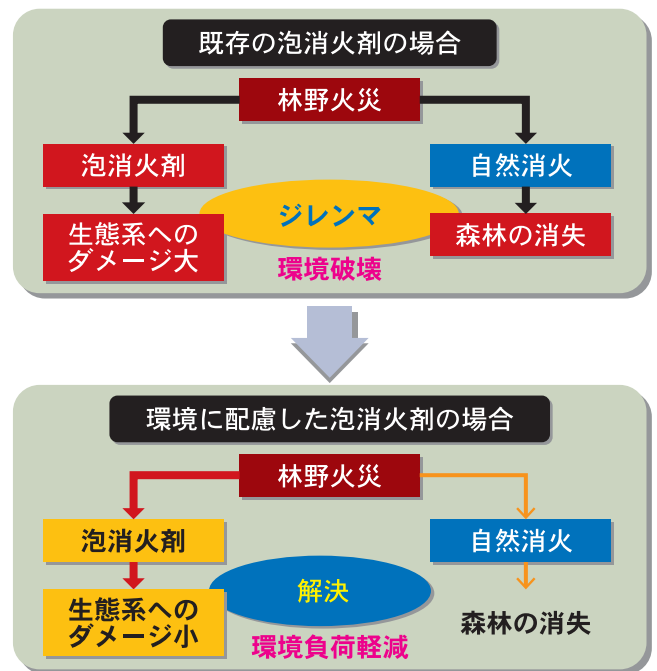 既存の泡消火剤の場合
林野火災
泡消火剤
自然消火
ジレンマ
生態系への
ダメージ大
森林の消失
環境破壊
環境に配慮した泡消火剤の場合
林野火災
泡消火剤
自然消火
解決
生態系への
ダメージ小
森林の消失
環境負荷軽減